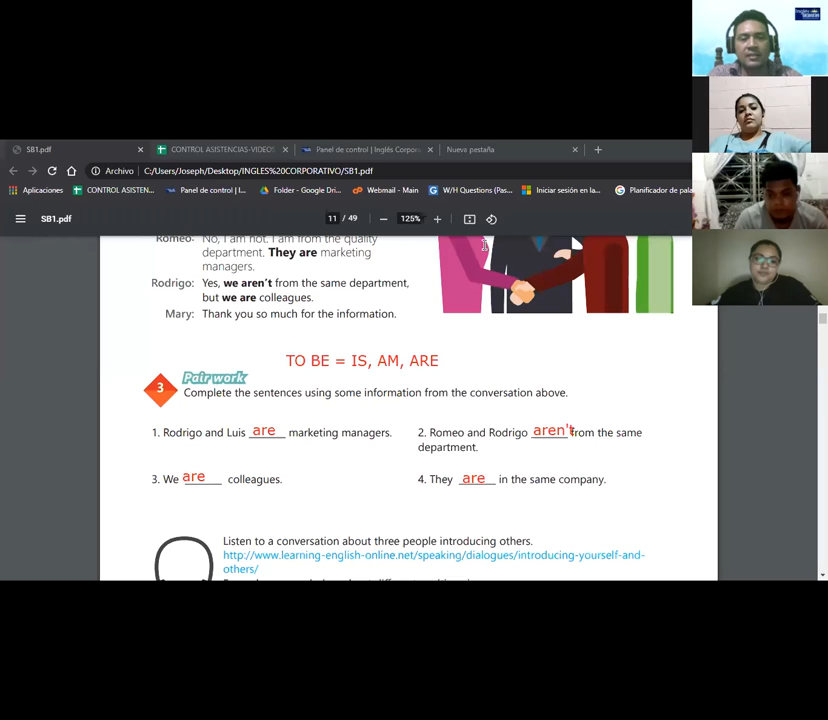 SB1.pdf
CONTROL ASISTENCIAS-VIDEOS
Panel de control | Inglés Corpor
Nueva pestaña
Archivo
C:/Users/Joseph/Desktop/INGLES%20CORPORATIVO/SB1.pdf
Aplicaciones
CONTROL ASISTEN...
Panel de control | I...
Folder - Google Dri...
Webmail - Main
W/H Questions (Pas...
Iniciar sesión en la...
Planificador de pala
SB1.pdf
11 / 49
125%
Romeo: No, I am not. I am from the quality
department. They are marketing
managers.
Rodrigo: Yes, we aren't from the same department,
but we are colleagues.
Mary: Thank you so much for the information.
TO BE = IS, AM, ARE
Pair work
3 Complete the sentences using some information from the conversation above.
1. Rodrigo and Luis are marketing managers.
2. Romeo and Rodrigo aren't from the same
department.
3. We are colleagues.
4. They are in the same company.
Listen to a conversation about three people introducing others.
http://www.learning-english-online.net/speaking/dialogues/introducing-yourself-and-
others/